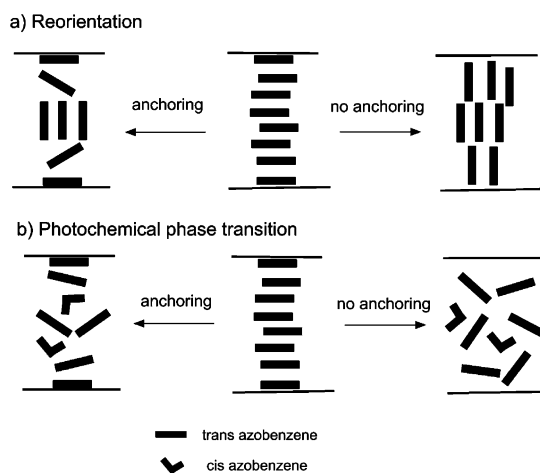 a) Reorientation
anchoring
no anchoring
b) Photochemical phase transition
anchoring
no anchoring
trans azobenzene
cis azobenzene